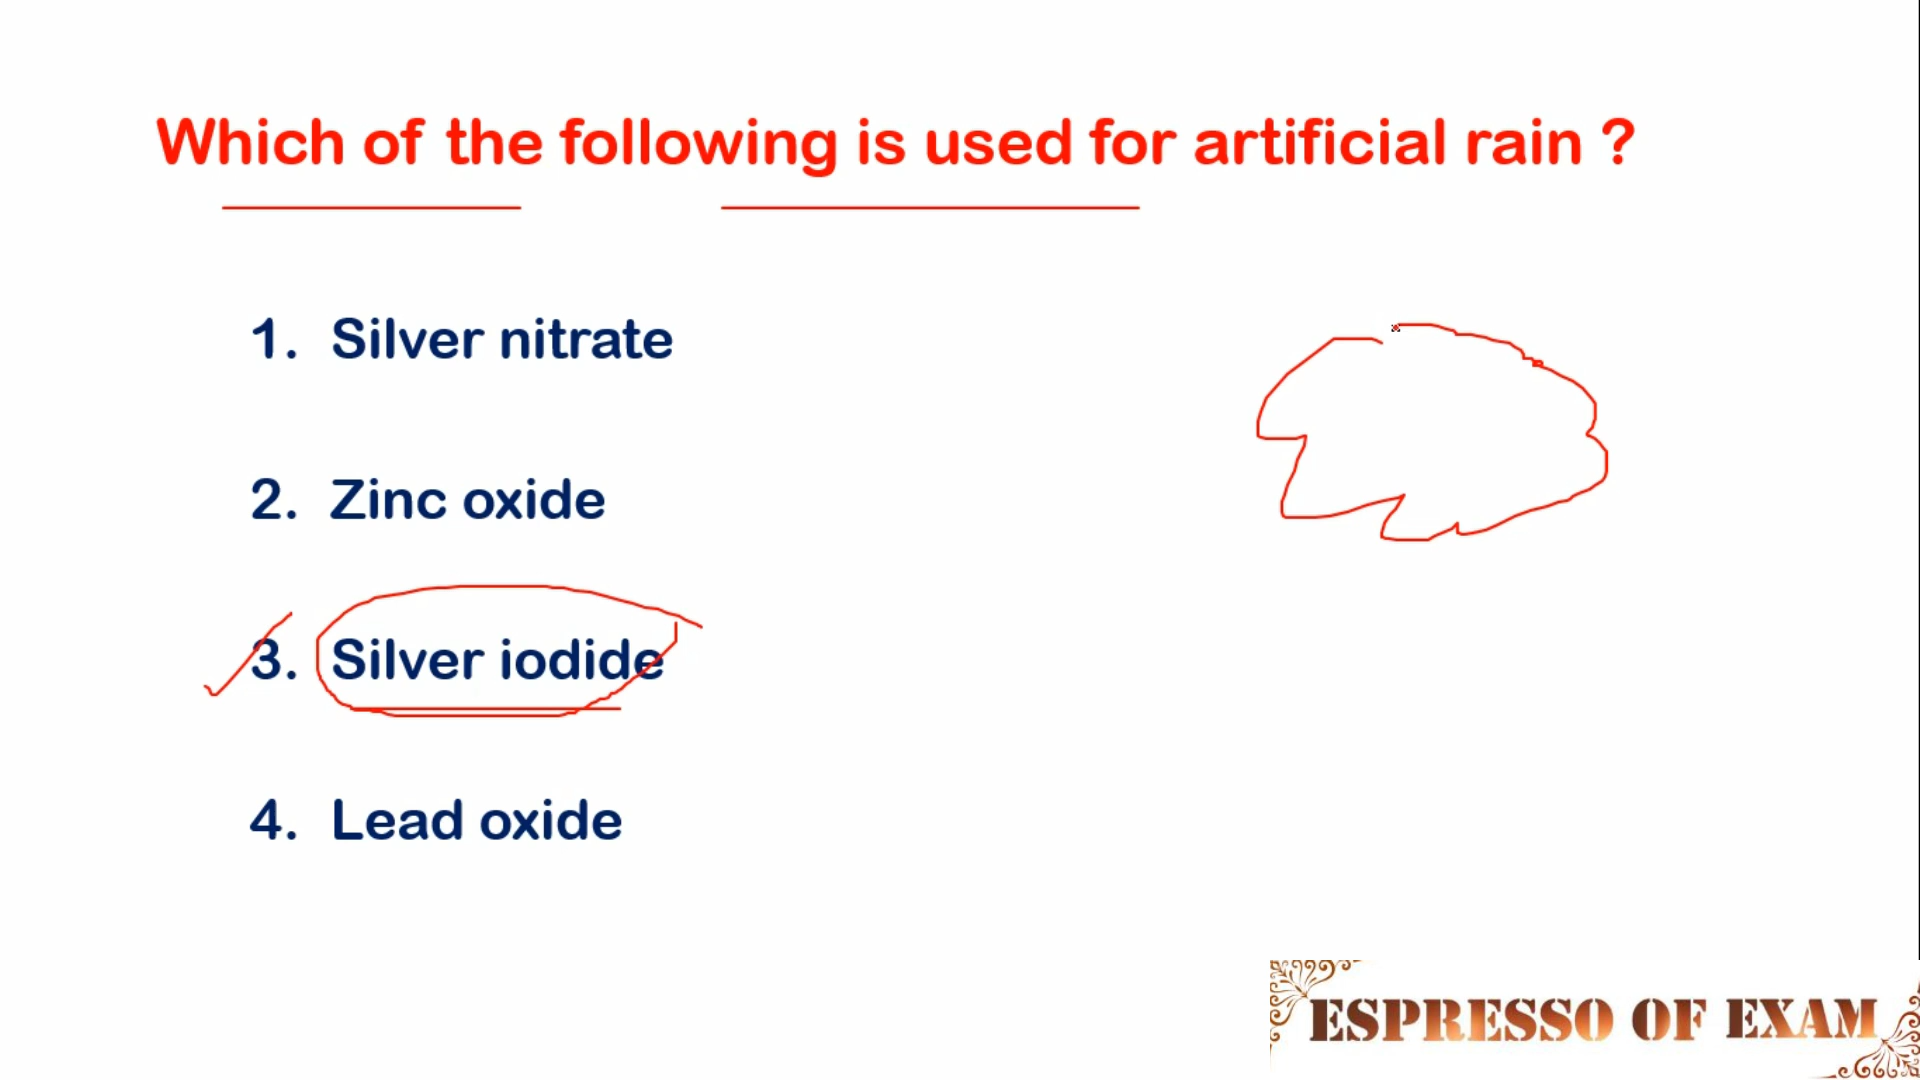 Which of the following is used for artificial rain ?
1. Silver nitrate
2. Zinc oxide
3. Silver iodide
4. Lead oxide
ESPRESSO OF EXAM